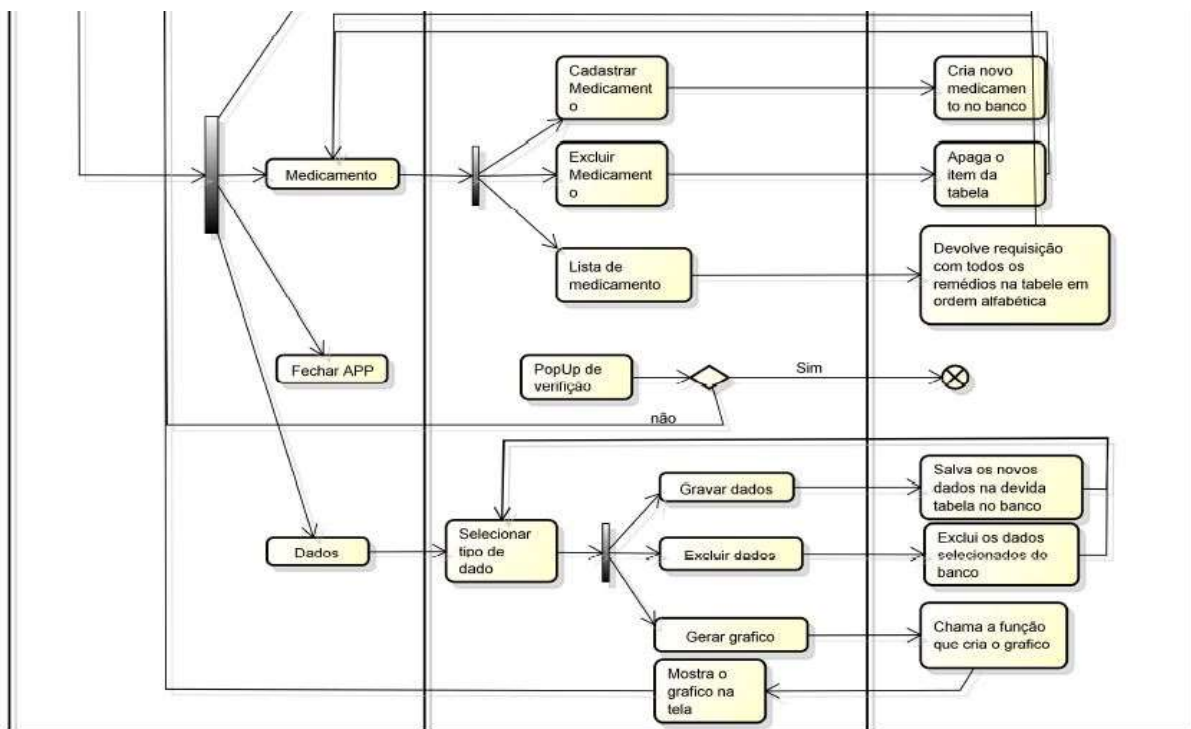 Cadastrar
Medicament
o
Cria novo
medicamen
to no banco
Medicamento
Excluir
Medicament
o
Apaga o
item da
tabela
Lista de
medicamento
Devolve requisição
com todos os
remédios na tabele em
ordem alfabética
Fechar APP
PopUp de
verifição
Sim
não
Dados
Selecionar
tipo de
dado
Gravar dados
Salva os novos
dados na devida
tabela no banco
Excluir dados
Exclui os dados
selecionados do
banco
Gerar grafico
Chama a função
que cria o grafico
Mostra o
grafico na
tela